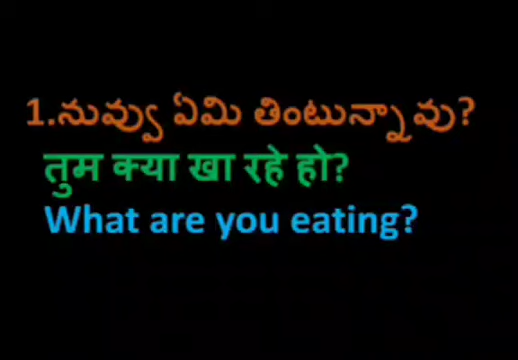 1.నువ్వు ఏమి తింటున్నావు?
तुम क्या खा रहे हो?
What are you eating?